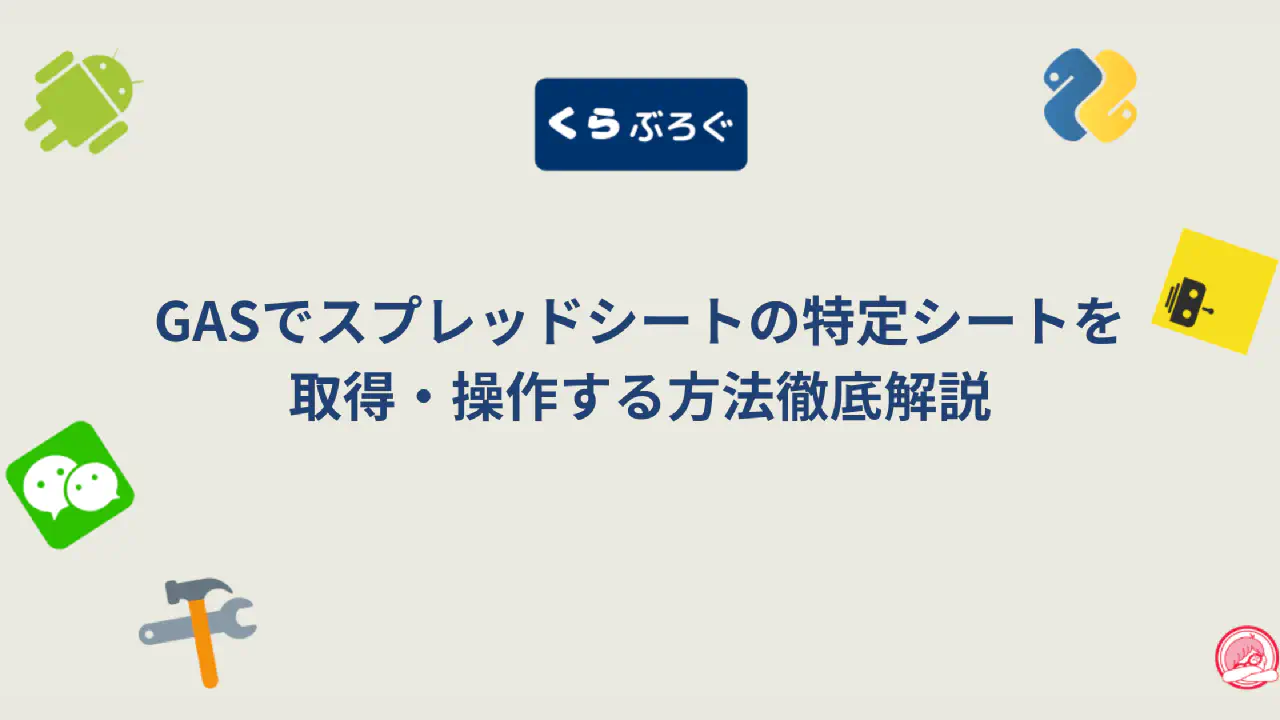 くらぶろぐ
GASでスプレッドシートの特定シートを
取得・操作する方法徹底解説